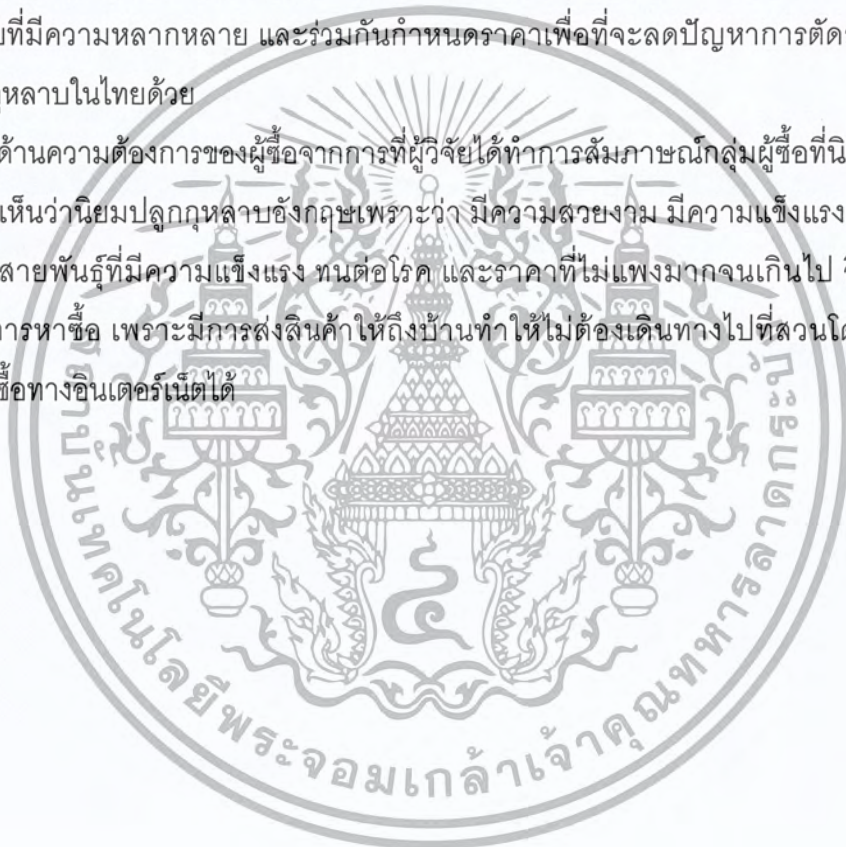 ที่มีความหลากหลาย และร่วมกันกำหนดราคาเพื่อที่จะลดปัญหาการตัด
หลาบในไทยด้วย
ด้านความต้องการของผู้ซื้อจากการที่ผู้วิจัยได้ทำการสัมภาษณ์กลุ่มผู้ซื้อที่นิ
เห็นว่านิยมปลูกกุหลาบอังกฤษเพราะว่า มีความสวยงาม มีความแข็งแรง
สายพันธุ์ที่มีความแข็งแรง ทนต่อโรค และราคาที่ไม่แพงมากจนเกินไป
ารหาซื้อ เพราะมีการส่งสินค้าให้ถึงบ้านทำให้ไม่ต้องเดินทางไปที่สวนโด
ซื้อทางอินเตอร์เน็ตได้
๔
สถาบันเทคโนโลยีพระจอมเกล้าเจ้าคุณทหารลาดกระบัง